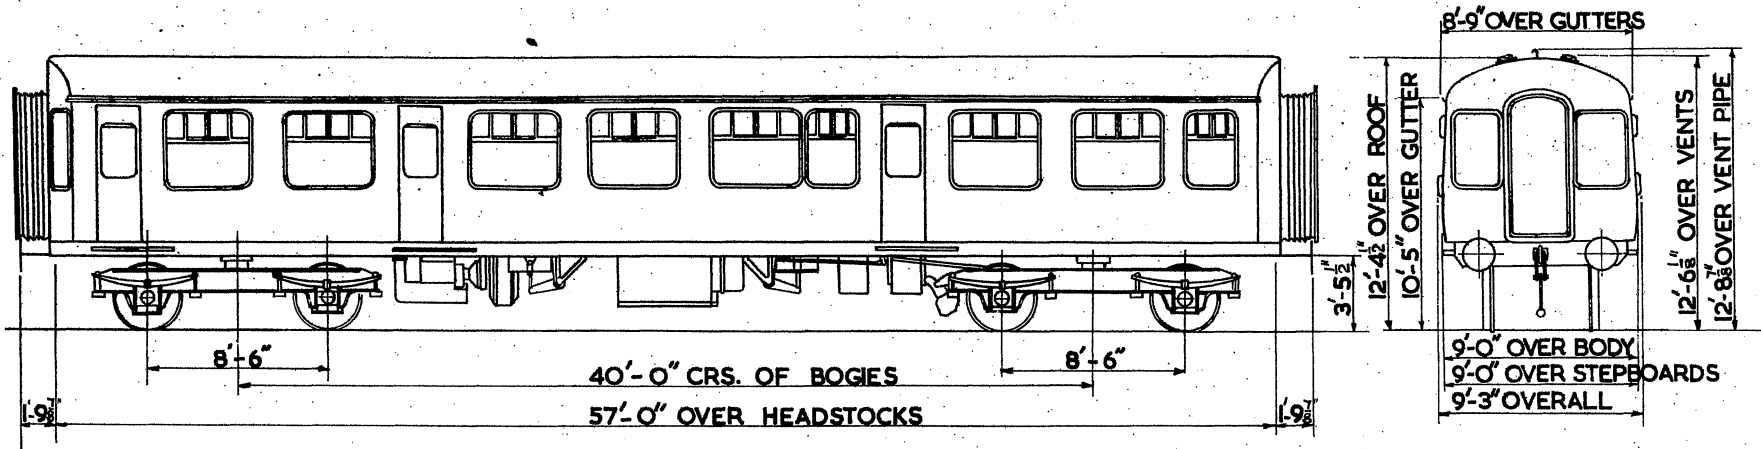 8'-9" OVER GUTTERS
12'-4½" OVER ROOF
10'-5" OVER GUTTER
3'-5½"
12'-6⅛" OVER VENTS
12'-8⅞" OVER VENT PIPE
8'-6"
8'-6"
40'-0" CRS. OF BOGIES
1'-9⅞"
57'-0" OVER HEADSTOCKS
1'-9⅞"
9'-0" OVER BODY
9'-0" OVER STEPBOARDS
9'-3" OVERALL